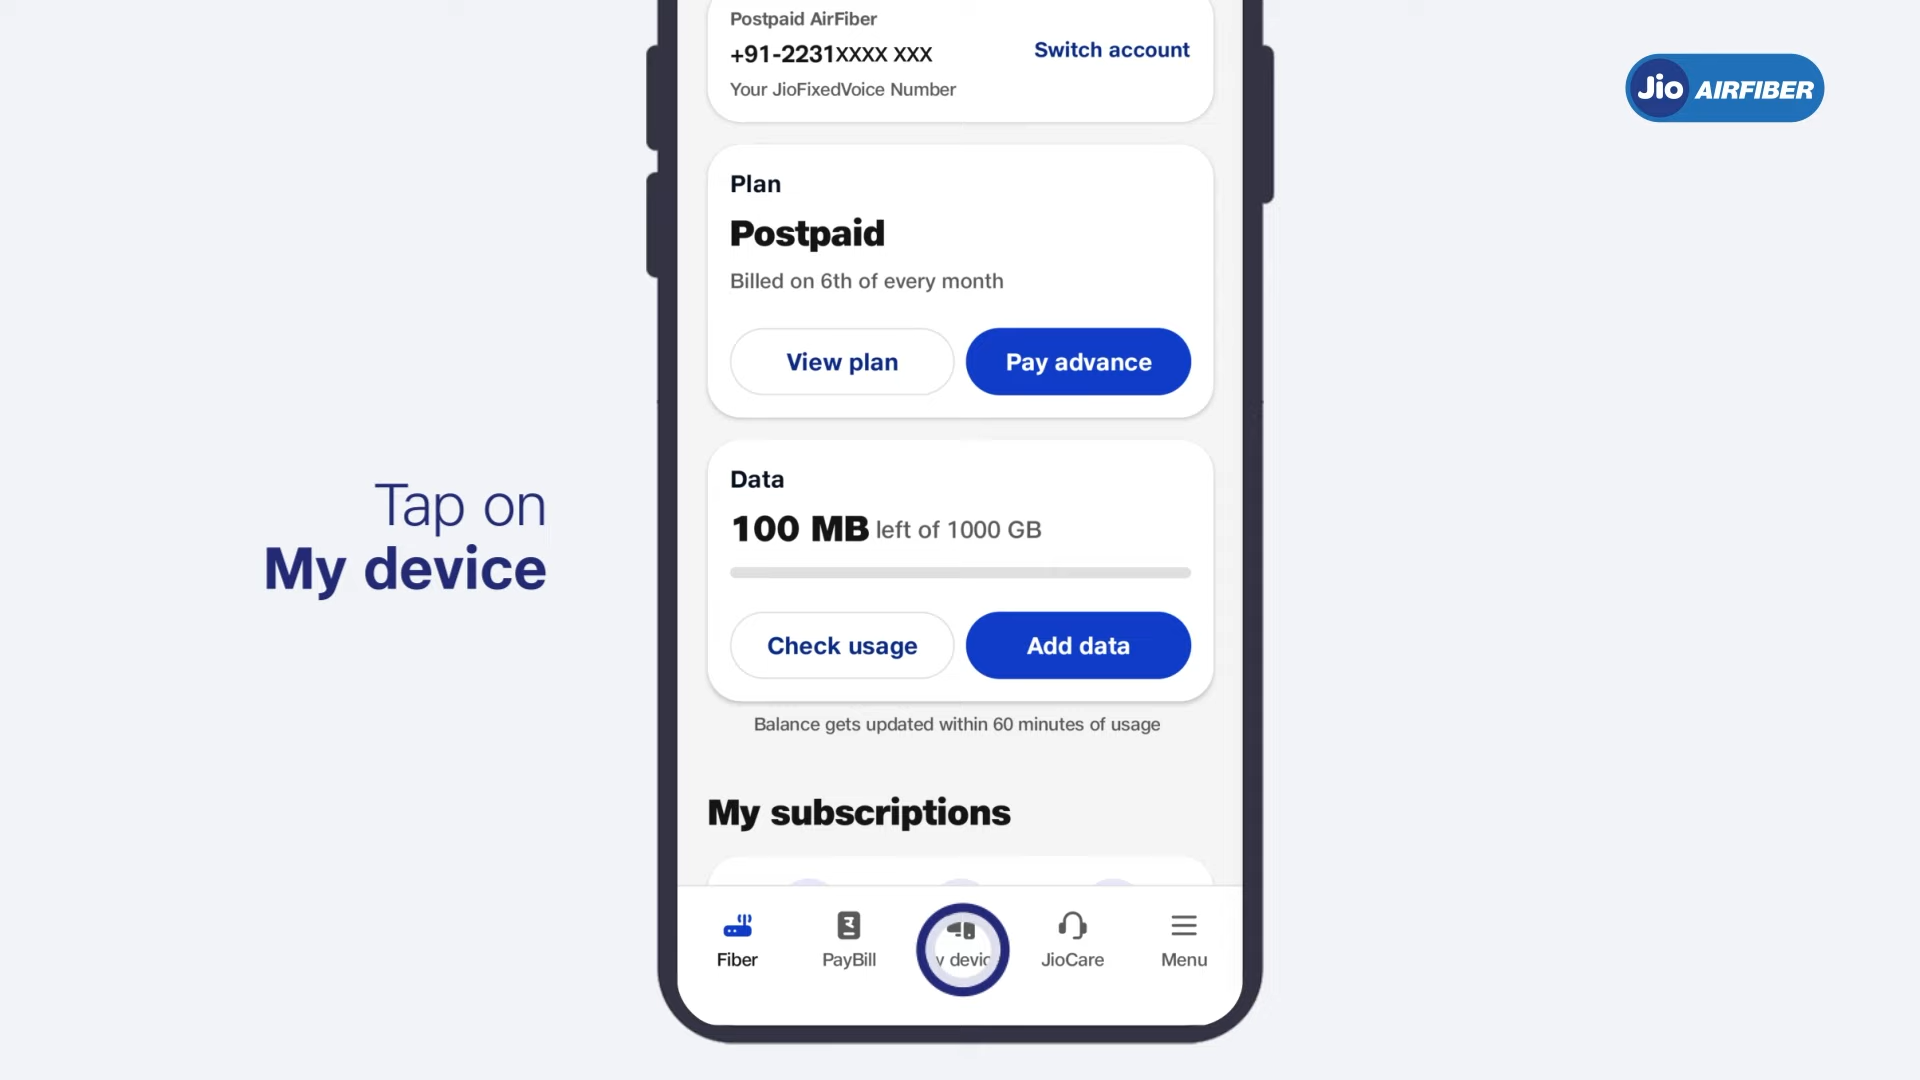 Postpaid AirFiber
+91-2231XXXX XXX
Switch account
Your JioFixedVoice Number
Jio AIRFIBER
Plan
Postpaid
Billed on 6th of every month
View plan
Pay advance
Tap on
My device
Data
100 MB left of 1000 GB
Check usage
Add data
Balance gets updated within 60 minutes of usage
My subscriptions
Fiber
PayBill
y devic
JioCare
Menu